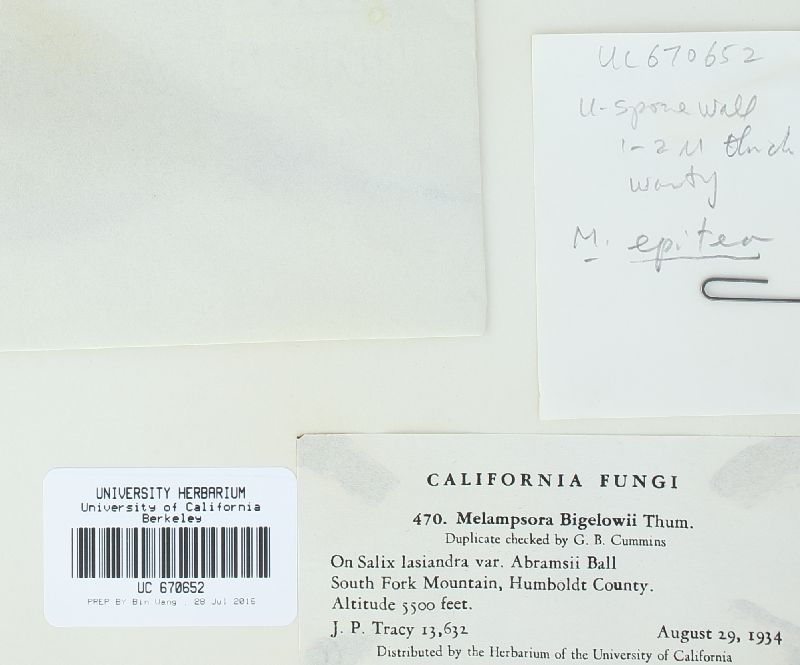 UC670652
u-spore wall
1-2 µ thick
warty
M. epitea
CALIFORNIA FUNGI
470. Melampsora Bigelowii Thum.
Duplicate checked by G. B. Cummins
On Salix lasiandra var. Abramsii Ball
South Fork Mountain, Humboldt County.
Altitude 5500 feet.
J. P. Tracy 13,632 August 29, 1934
Distributed by the Herbarium of the University of California
UNIVERSITY HERBARIUM
University of California
Berkeley
UC 670652
PREP BY Bin Wang , 28 Jul 2016